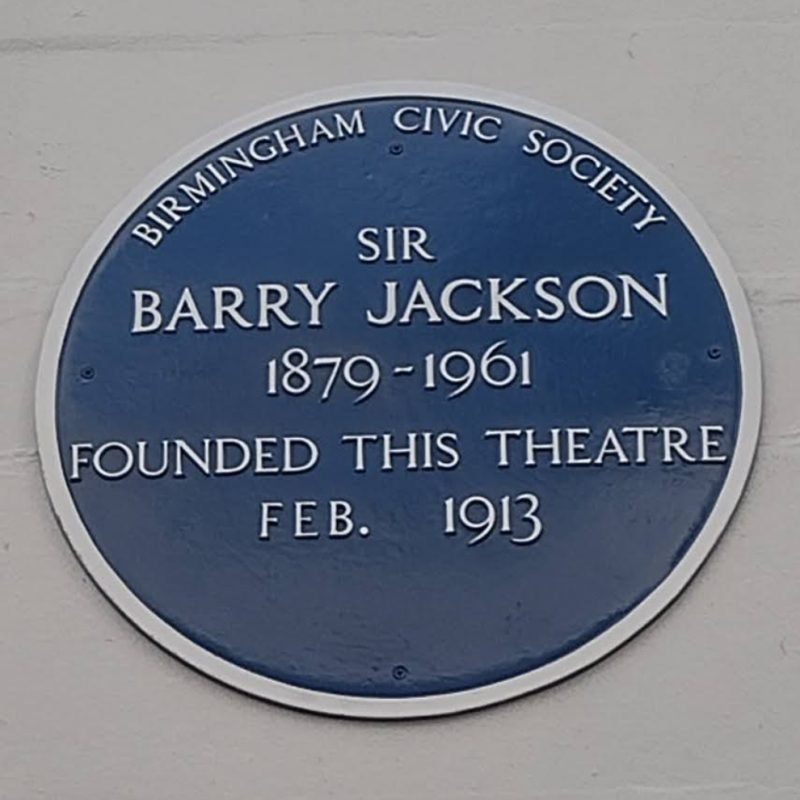 BIRMINGHAM CIVIC SOCIETY
SIR
BARRY JACKSON
1879-1961
FOUNDED THIS THEATRE
FEB. 1913